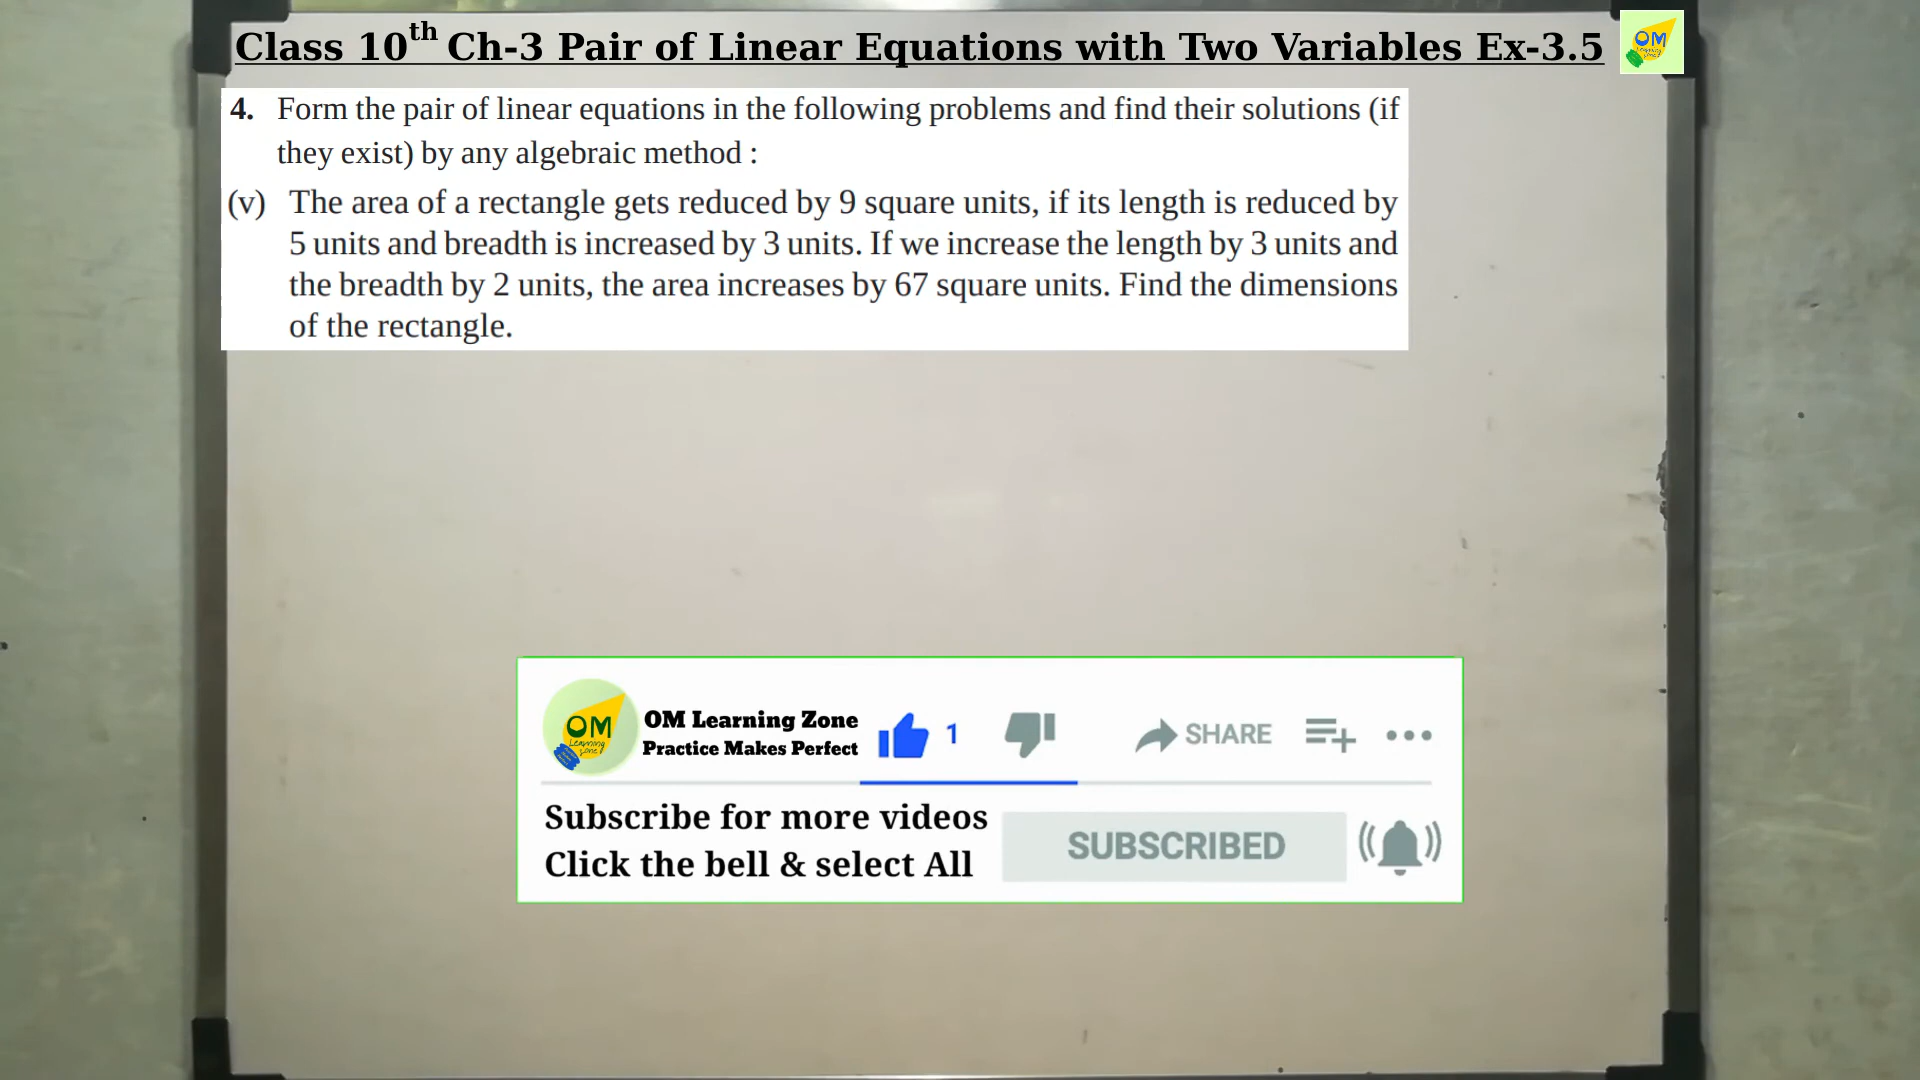 Class 10th Ch-3 Pair of Linear Equations with Two Variables Ex-3.5
OM
Learning
Zone
4. Form the pair of linear equations in the following problems and find their solutions (if
they exist) by any algebraic method :
(v) The area of a rectangle gets reduced by 9 square units, if its length is reduced by
5 units and breadth is increased by 3 units. If we increase the length by 3 units and
the breadth by 2 units, the area increases by 67 square units. Find the dimensions
of the rectangle.
OM
Learning
Zone
OM Learning Zone
Practice Makes Perfect
1
SHARE
Subscribe for more videos
Click the bell & select All
SUBSCRIBED